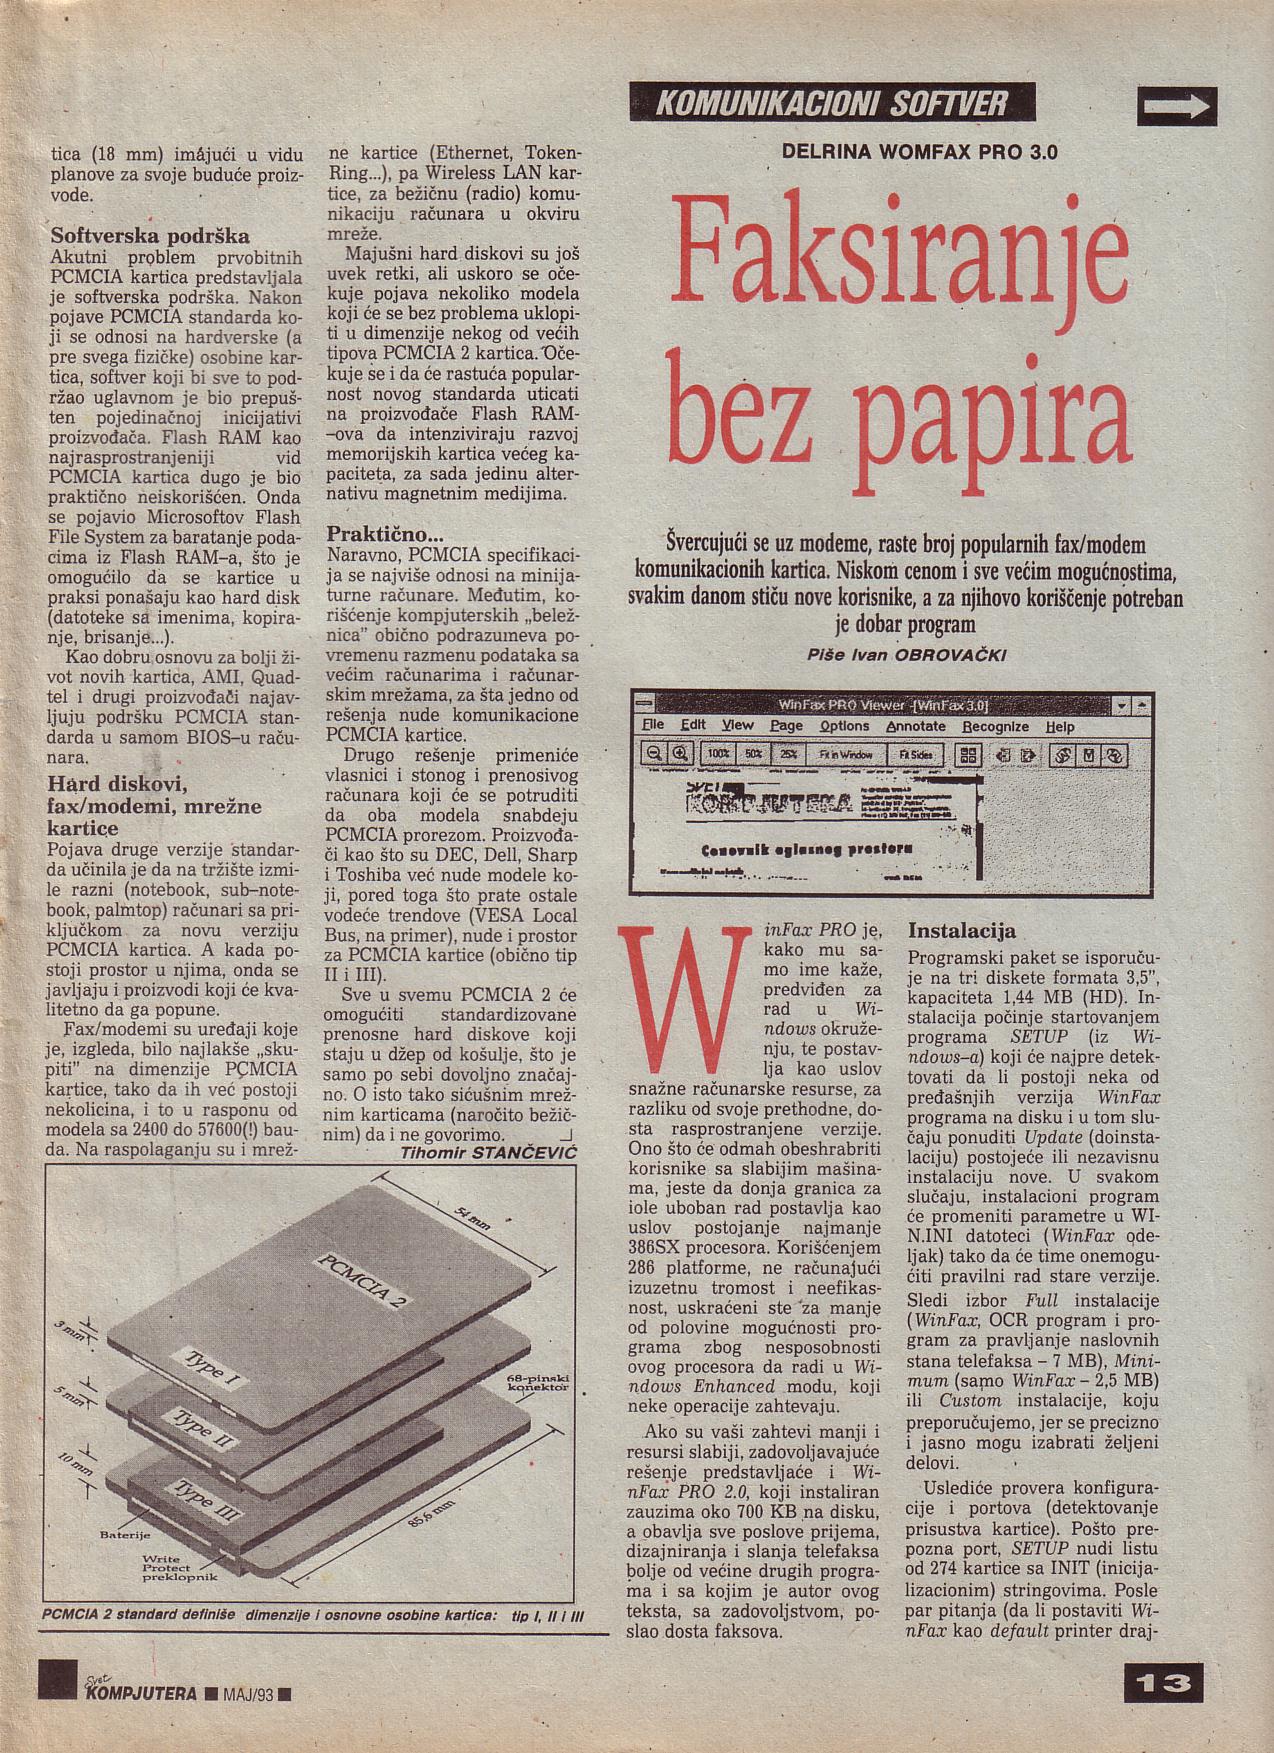 tica (18 mm) imajući u vidu
planove za svoje buduće proiz-
vode.
Softverska podrška
Akutni problem prvobitnih
PCMCIA kartica predstavljala
je softverska podrška. Nakon
pojave PCMCIA standarda ko-
ji se odnosi na hardverske (a
pre svega fizičke) osobine kar-
tica, softver koji bi sve to pod-
ržao uglavnom je bio prepuš-
ten pojedinačnoj inicijativi
proizvođača. Flash RAM kao
najrasprostranjeniji vid
PCMCIA kartica dugo je bio
praktično neiskorišćen. Onda
se pojavio Microsoftov Flash
File System za baratanje poda-
cima iz Flash RAM–a, što je
omogućilo da se kartice u
praksi ponašaju kao hard disk
(datoteke sa imenima, kopira-
nje, brisanje...).
Kao dobru osnovu za bolji ži-
vot novih kartica, AMI, Quad-
tel i drugi proizvođači najav-
ljuju podršku PCMCIA stan-
darda u samom BIOS–u raču-
nara.
Hard diskovi,
fax/modemi, mrežne
kartice
Pojava druge verzije standar-
da učinila je da na tržište izmi-
le razni (notebook, sub–note-
book, palmtop) računari sa pri-
ključkom za novu verziju
PCMCIA kartica. A kada po-
stoji prostor u njima, onda se
javljaju i proizvodi koji će kva-
litetno da ga popune.
Fax/modemi su uređaji koje
je, izgleda, bilo najlakše „sku-
piti” na dimenzije PCMCIA
kartice, tako da ih već postoji
nekolicina, i to u rasponu od
modela sa 2400 do 57600(!) bau-
da. Na raspolaganju su i mrež-
ne kartice (Ethernet, Token-
Ring...), pa Wireless LAN kar-
tice, za bežičnu (radio) komu-
nikaciju računara u okviru
mreže.
Majušni hard diskovi su još
uvek retki, ali uskoro se oče-
kuje pojava nekoliko modela
koji će se bez problema uklopi-
ti u dimenzije nekog od većih
tipova PCMCIA 2 kartica. Oče-
kuje se i da će rastuća popular-
nost novog standarda uticati
na proizvođače Flash RAM-
–ova da intenziviraju razvoj
memorijskih kartica većeg ka-
paciteta, za sada jedinu alter-
nativu magnetnim medijima.
Praktično...
Naravno, PCMCIA specifikaci-
ja se najviše odnosi na minija-
turne računare. Međutim, ko-
rišćenje kompjuterskih „belež-
nica” obično podrazumeva po-
vremenu razmenu podataka sa
većim računarima i računar-
skim mrežama, za šta jedno od
rešenja nude komunikacione
PCMCIA kartice.
Drugo rešenje primeniće
vlasnici i stonog i prenosivog
računara koji će se potruditi
da oba modela snabdeju
PCMCIA prorezom. Proizvođa-
či kao što su DEC, Dell, Sharp
i Toshiba već nude modele ko-
ji, pored toga što prate ostale
vodeće trendove (VESA Local
Bus, na primer), nude i prostor
za PCMCIA kartice (obično tip
II i III).
Sve u svemu PCMCIA 2 će
omogućiti standardizovane
prenosne hard diskove koji
staju u džep od košulje, što je
samo po sebi dovoljno značaj-
no. O isto tako sićušnim mrež-
nim karticama (naročito bežič-
nim) da i ne govorimo.
Tihomir STANČEVIĆ
54 mm
PCMCIA 2
3 mm
Type I
5 mm
Type II
68-pinski
konektor
10 mm
Type III
85,6 mm
Baterije
Write
Protect
preklopnik
PCMCIA 2 standard definiše dimenzije i osnovne osobine kartica: tip I, II i III
KOMUNIKACIONI SOFTVER
DELRINA WOMFAX PRO 3.0
Faksiranje
bez papira
Švercujući se uz modeme, raste broj popularnih fax/modem
komunikacionih kartica. Niskom cenom i sve većim mogućnostima,
svakim danom stiču nove korisnike, a za njihovo korišćenje potreban
je dobar program
Piše Ivan OBROVAČKI
WinFax PRO Viewer -[WinFax 3.0]
File Edit View Page Options Annotate Recognize Help
100% 50% 25% Fit in Window Fit Sides
SVET
KOMPJUTERA
Cenovnik oglasnog prostora
WinFax PRO je,
kako mu sa-
mo ime kaže,
predviđen za
rad u Wi-
ndows okruže-
nju, te postav-
lja kao uslov
snažne računarske resurse, za
razliku od svoje prethodne, do-
sta rasprostranjene verzije.
Ono što će odmah obeshrabriti
korisnike sa slabijim mašina-
ma, jeste da donja granica za
iole uboban rad postavlja kao
uslov postojanje najmanje
386SX procesora. Korišćenjem
286 platforme, ne računajući
izuzetnu tromost i neefikas-
nost, uskraćeni ste za manje
od polovine mogućnosti pro-
grama zbog nesposobnosti
ovog procesora da radi u Wi-
ndows Enhanced modu, koji
neke operacije zahtevaju.
Ako su vaši zahtevi manji i
resursi slabiji, zadovoljavajuće
rešenje predstavljaće i Wi-
nFax PRO 2.0, koji instaliran
zauzima oko 700 KB na disku,
a obavlja sve poslove prijema,
dizajniranja i slanja telefaksa
bolje od većine drugih progra-
ma i sa kojim je autor ovog
teksta, sa zadovoljstvom, po-
slao dosta faksova.
Instalacija
Programski paket se isporuču-
je na tri diskete formata 3,5”,
kapaciteta 1,44 MB (HD). In-
stalacija počinje startovanjem
programa SETUP (iz Wi-
ndows–a) koji će najpre detek-
tovati da li postoji neka od
pređašnjih verzija WinFax
programa na disku i u tom slu-
čaju ponuditi Update (doinsta-
laciju) postojeće ili nezavisnu
instalaciju nove. U svakom
slučaju, instalacioni program
će promeniti parametre u WI-
N.INI datoteci (WinFax ode-
ljak) tako da će time onemogu-
ćiti pravilni rad stare verzije.
Sledi izbor Full instalacije
(WinFax, OCR program i pro-
gram za pravljanje naslovnih
stana telefaksa – 7 MB), Mini-
mum (samo WinFax – 2,5 MB)
ili Custom instalacije, koju
preporučujemo, jer se precizno
i jasno mogu izabrati željeni
delovi.
Uslediće provera konfigura-
cije i portova (detektovanje
prisustva kartice). Pošto pre-
pozna port, SETUP nudi listu
od 274 kartice sa INIT (inicija-
lizacionim) stringovima. Posle
par pitanja (da li postaviti Wi-
nFax kao default printer draj-
Svet
KOMPJUTERA ■ MAJ/93 ■
13